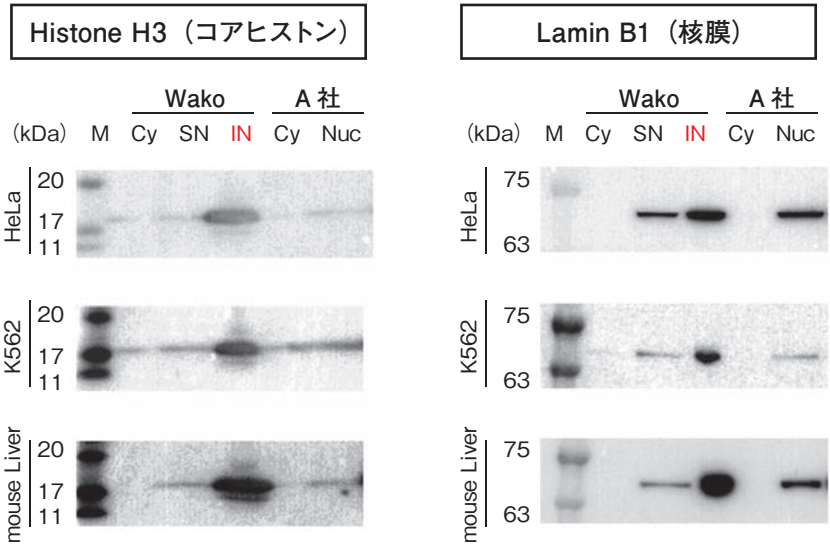 Histone H3（コアヒストン）
Wako A 社
(kDa) M Cy SN IN Cy Nuc
HeLa
20
17
11
K562
20
17
11
mouse Liver
20
17
11
Lamin B1（核膜）
Wako A 社
(kDa) M Cy SN IN Cy Nuc
HeLa
75
63
K562
75
63
mouse Liver
75
63